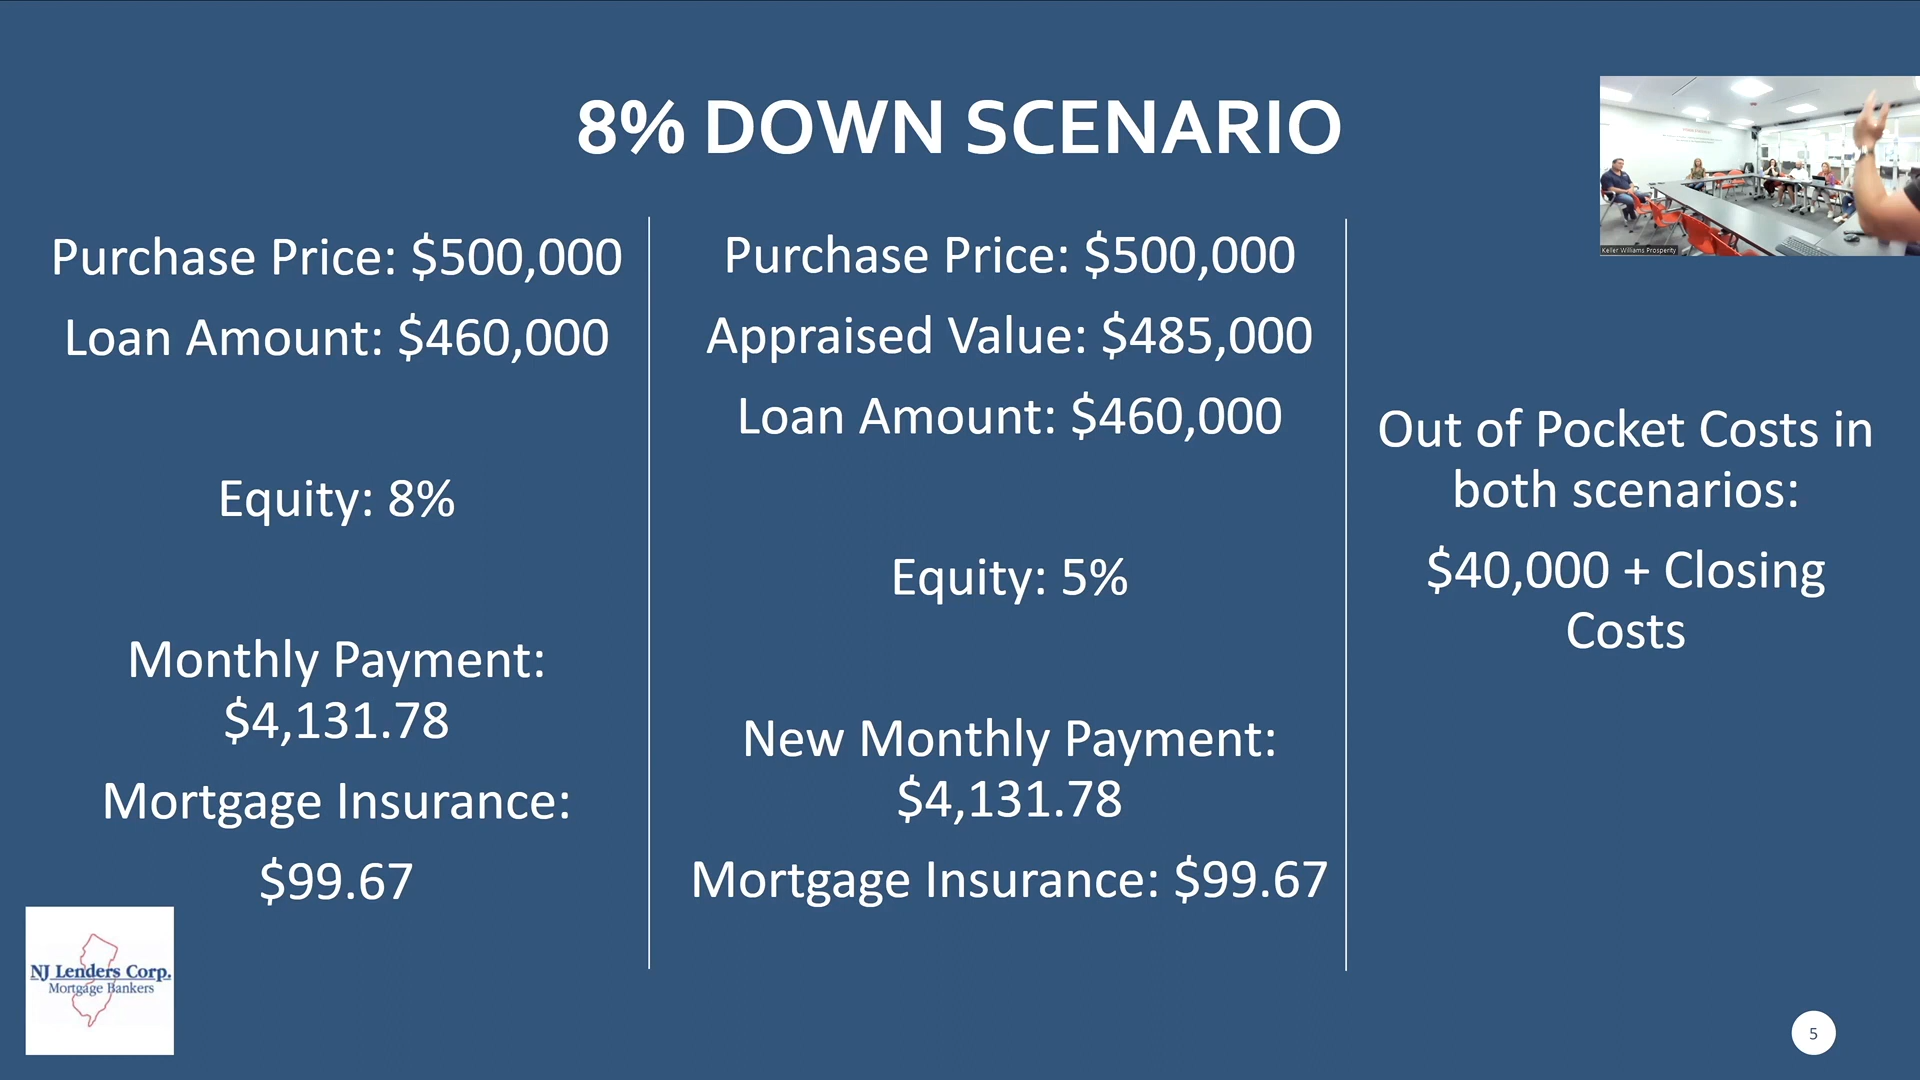 8% DOWN SCENARIO
Purchase Price: $500,000
Loan Amount: $460,000
Equity: 8%
Monthly Payment:
$4,131.78
Mortgage Insurance:
$99.67
Purchase Price: $500,000
Appraised Value: $485,000
Loan Amount: $460,000
Equity: 5%
New Monthly Payment:
$4,131.78
Mortgage Insurance: $99.67
Out of Pocket Costs in
both scenarios:
$40,000 + Closing
Costs
Keller Williams Prosperity
NJ Lenders Corp.
Mortgage Bankers
5